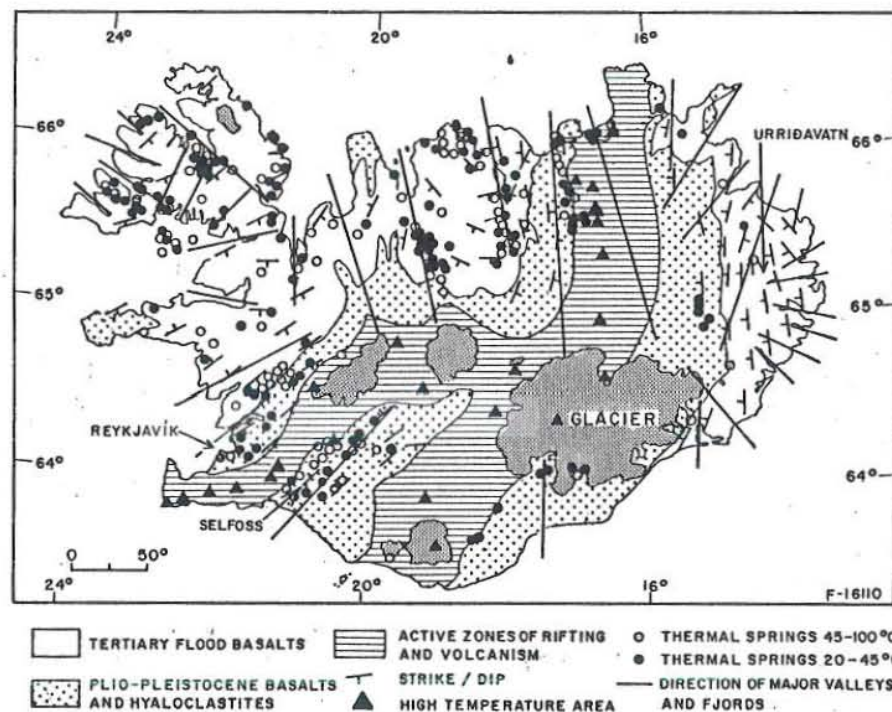 24° 20° 16°
66° 66°
URRIÐAVATN
65° 65°
REYKJAVÍK
GLACIER
64° 64°
SELFOSS
0 50°
24° 20° 16°
F-16110
TERTIARY FLOOD BASALTS
PLIO-PLEISTOCENE BASALTS
AND HYALOCLASTITES
ACTIVE ZONES OF RIFTING
AND VOLCANISM
STRIKE / DIP
HIGH TEMPERATURE AREA
THERMAL SPRINGS 45-100°C
THERMAL SPRINGS 20-45°C
DIRECTION OF MAJOR VALLEYS
AND FJORDS